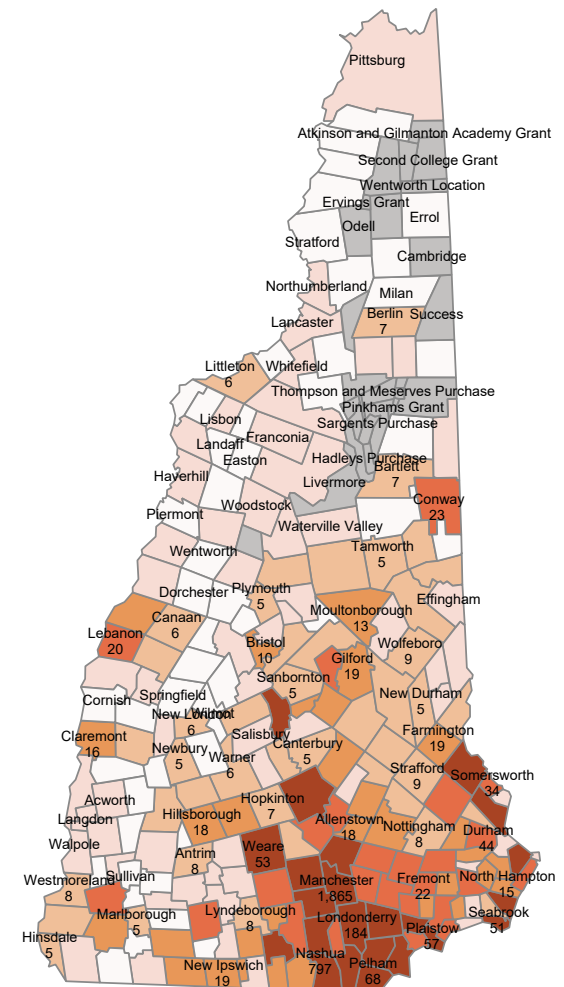 Pittsburg
Atkinson and Gilmanton Academy Grant
Second College Grant
Wentworth Location
Ervings Grant
Errol
Odell
Stratford
Cambridge
Northumberland
Milan
Berlin
7
Success
Lancaster
Littleton
6
Whitefield
Thompson and Meserves Purchase
Pinkhams Grant
Lisbon
Sargents Purchase
Franconia
Landaff
Easton
Hadleys Purchase
Bartlett
7
Haverhill
Livermore
Conway
23
Woodstock
Piermont
Waterville Valley
Wentworth
Tamworth
5
Dorchester
Plymouth
5
Effingham
Moultonborough
13
Canaan
6
Lebanon
20
Bristol
10
Wolfeboro
9
Gilford
19
Sanbornton
5
Springfield
New Durham
5
Cornish
New London
6
Wilmot
Claremont
16
Salisbury
Farmington
19
Newbury
5
Canterbury
5
Warner
6
Strafford
9
Somersworth
34
Acworth
Hopkinton
7
Langdon
Hillsborough
18
Allenstown
18
Nottingham
8
Durham
44
Walpole
Weare
53
Antrim
8
Westmoreland
8
Sullivan
Manchester
1,865
Fremont
22
North Hampton
15
Marlborough
5
Lyndeborough
8
Londonderry
184
Seabrook
51
Plaistow
57
Hinsdale
5
Nashua
797
New Ipswich
19
Pelham
68